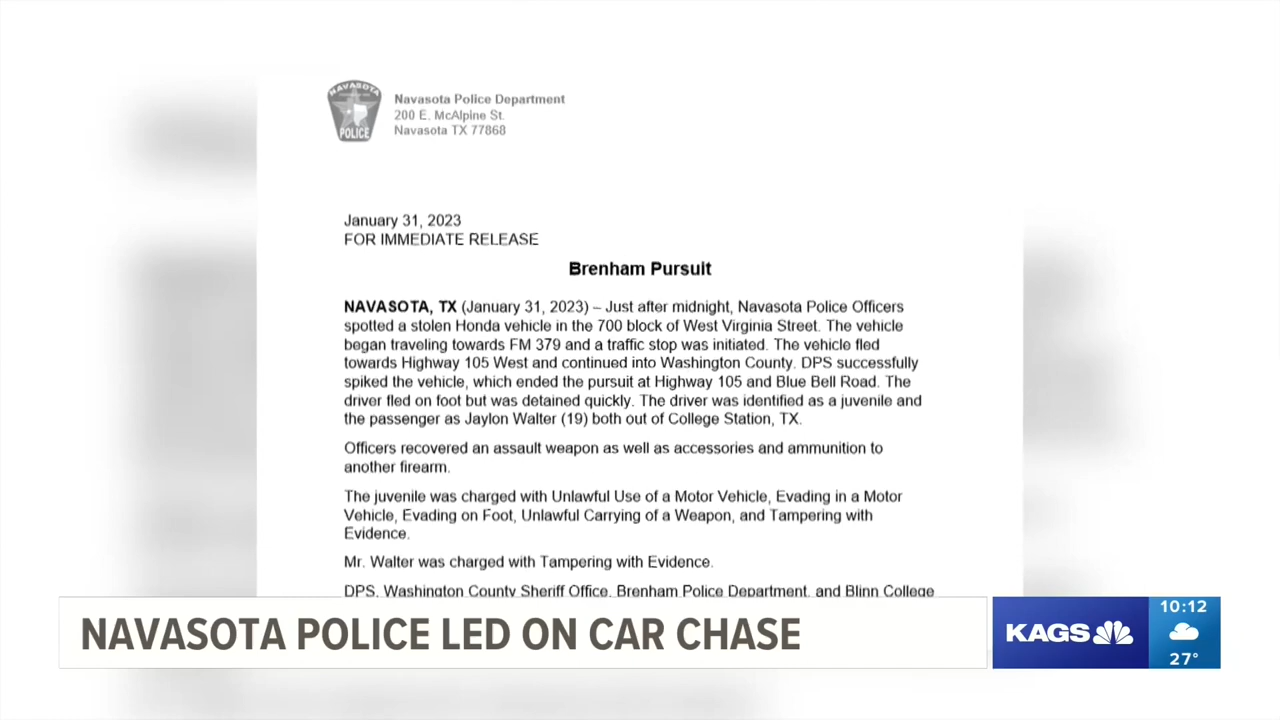 NAVASOTA
POLICE
Navasota Police Department
200 E. McAlpine St.
Navasota TX 77868
January 31, 2023
FOR IMMEDIATE RELEASE
Brenham Pursuit
NAVASOTA, TX (January 31, 2023) – Just after midnight, Navasota Police Officers
spotted a stolen Honda vehicle in the 700 block of West Virginia Street. The vehicle
began traveling towards FM 379 and a traffic stop was initiated. The vehicle fled
towards Highway 105 West and continued into Washington County. DPS successfully
spiked the vehicle, which ended the pursuit at Highway 105 and Blue Bell Road. The
driver fled on foot but was detained quickly. The driver was identified as a juvenile and
the passenger as Jaylon Walter (19) both out of College Station, TX.
Officers recovered an assault weapon as well as accessories and ammunition to
another firearm.
The juvenile was charged with Unlawful Use of a Motor Vehicle, Evading in a Motor
Vehicle, Evading on Foot, Unlawful Carrying of a Weapon, and Tampering with
Evidence.
Mr. Walter was charged with Tampering with Evidence.
DPS, Washington County Sheriff Office, Brenham Police Department, and Blinn College
NAVASOTA POLICE LED ON CAR CHASE
KAGS
10:12
27°